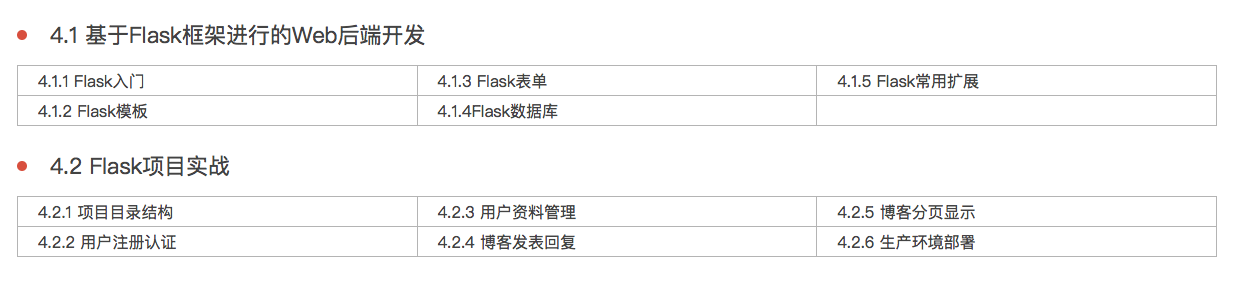 4.1 基于Flask框架进行的Web后端开发
4.1.1 Flask入门 4.1.3 Flask表单 4.1.5 Flask常用扩展
4.1.2 Flask模板 4.1.4Flask数据库
4.2 Flask项目实战
4.2.1 项目目录结构 4.2.3 用户资料管理 4.2.5 博客分页显示
4.2.2 用户注册认证 4.2.4 博客发表回复 4.2.6 生产环境部署